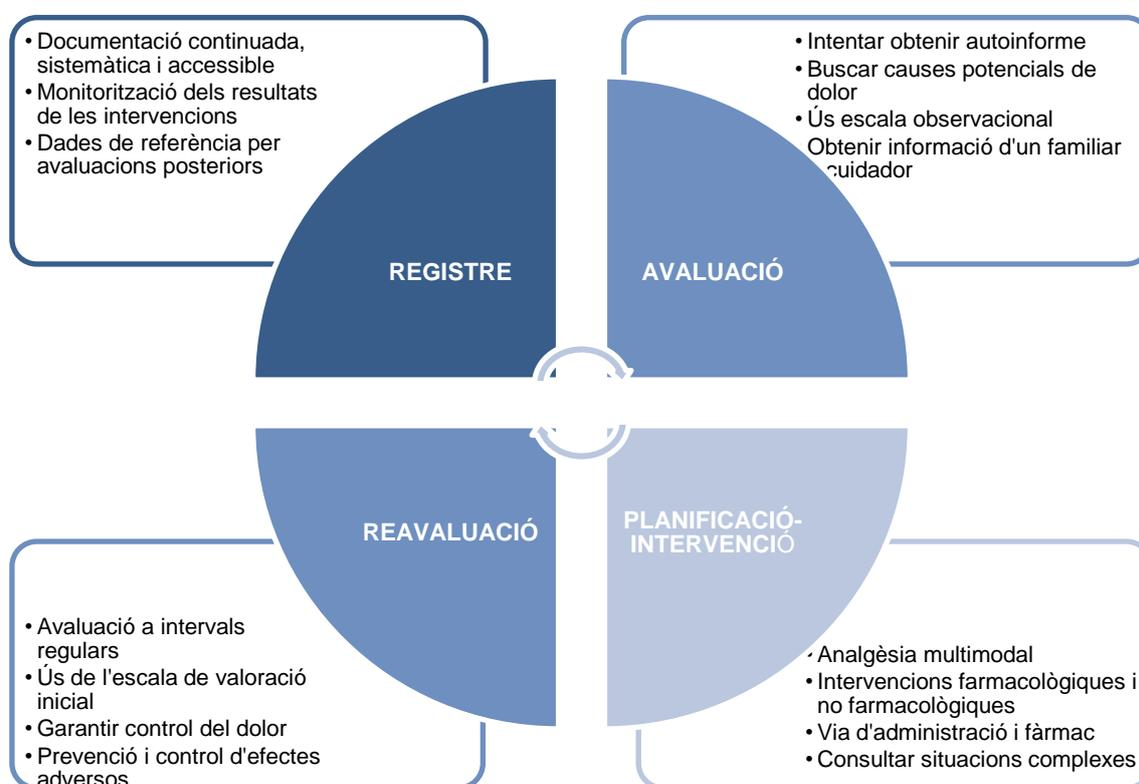 • Documentació continuada,
sistemàtica i accessible
• Monitorització dels resultats
de les intervencions
• Dades de referència per
avaluacions posteriors
• Intentar obtenir autoinforme
• Buscar causes potencials de
dolor
• Ús escala observacional
Obtenir informació d'un familiar
cuidador
REGISTRE
AVALUACIÓ
REAVALUACIÓ
PLANIFICACIÓ-
INTERVENCIÓ
• Avaluació a intervals
regulars
• Ús de l'escala de valoració
inicial
• Garantir control del dolor
• Prevenció i control d'efectes
adversos
• Analgèsia multimodal
• Intervencions farmacològiques i
no farmacològiques
• Via d'administració i fàrmac
• Consultar situacions complexes